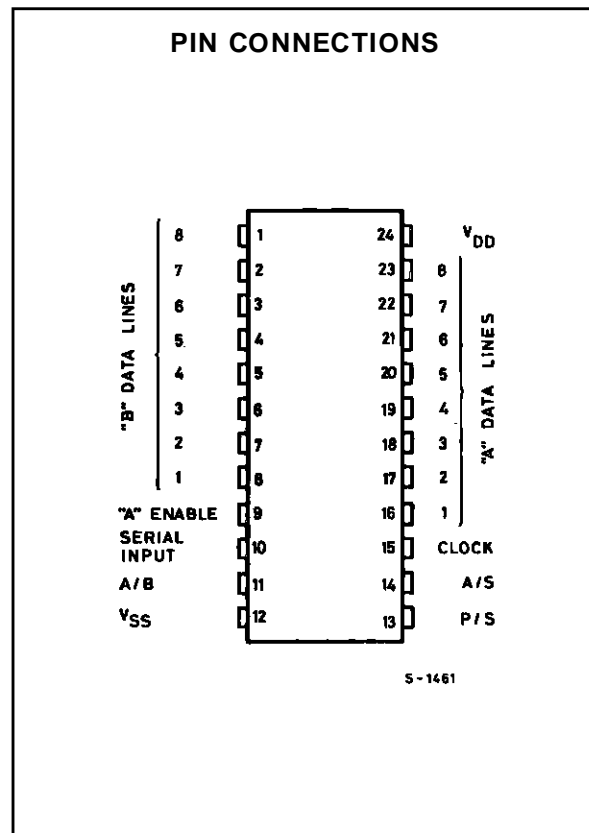 PIN CONNECTIONS
8 1 24 VDD
7 2 23 8
6 3 22 7
5 4 21 6
4 5 20 5
3 6 19 4
2 7 18 3
1 8 17 2
"A" ENABLE 9 16 1
SERIAL INPUT 10 15 CLOCK
A/B 11 14 A/S
VSS 12 13 P/S
"B" DATA LINES
"A" DATA LINES
S-1461